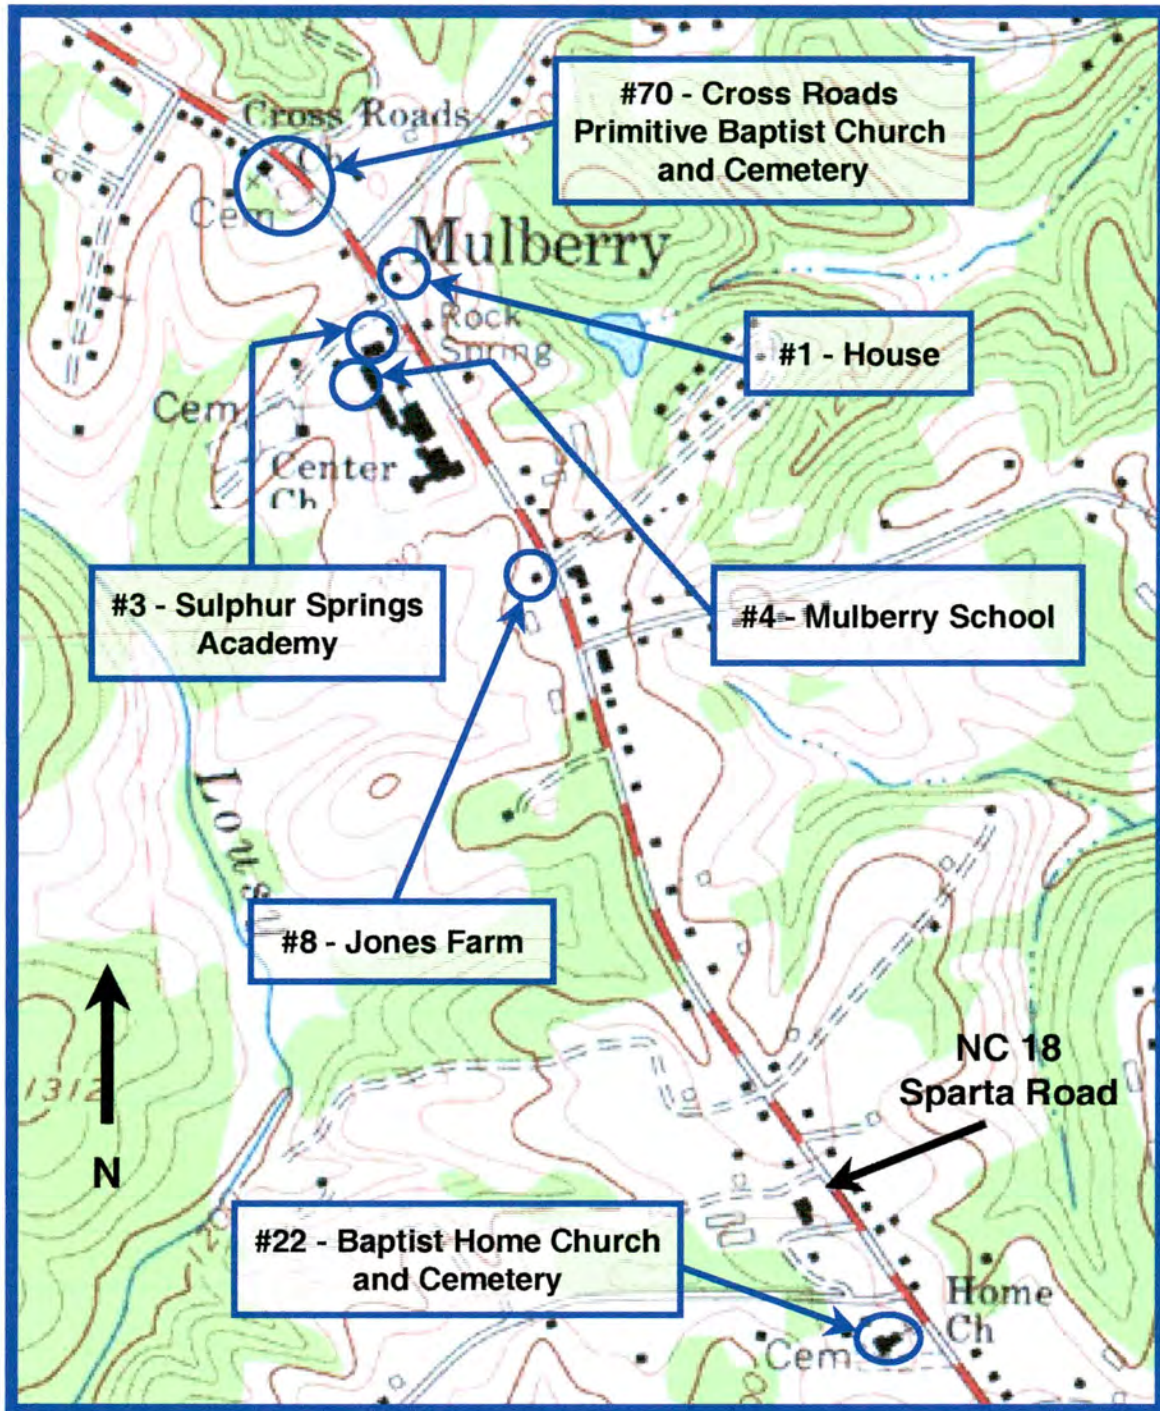 #70 - Cross Roads
Primitive Baptist Church
and Cemetery
Cross Roads
Ch
Cem
Mulberry
Rock
Spring
#1 - House
Cem
Center
Ch
#3 - Sulphur Springs
Academy
#4 - Mulberry School
Lous
#8 - Jones Farm
1312
N
NC 18
Sparta Road
#22 - Baptist Home Church
and Cemetery
Home
Ch
Cem